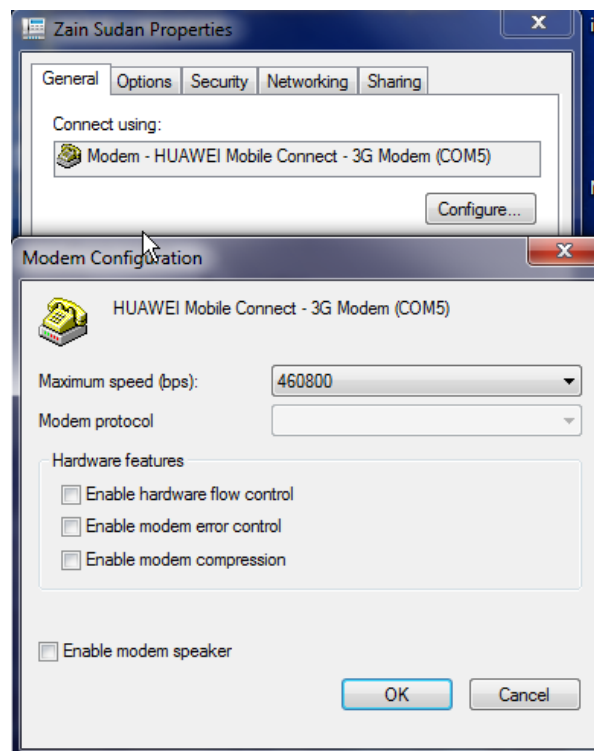 Zain Sudan Properties
General Options Security Networking Sharing
Connect using:
Modem - HUAWEI Mobile Connect - 3G Modem (COM5)
Configure...
Modem Configuration
HUAWEI Mobile Connect - 3G Modem (COM5)
Maximum speed (bps): 460800
Modem protocol
Hardware features
Enable hardware flow control
Enable modem error control
Enable modem compression
Enable modem speaker
OK Cancel